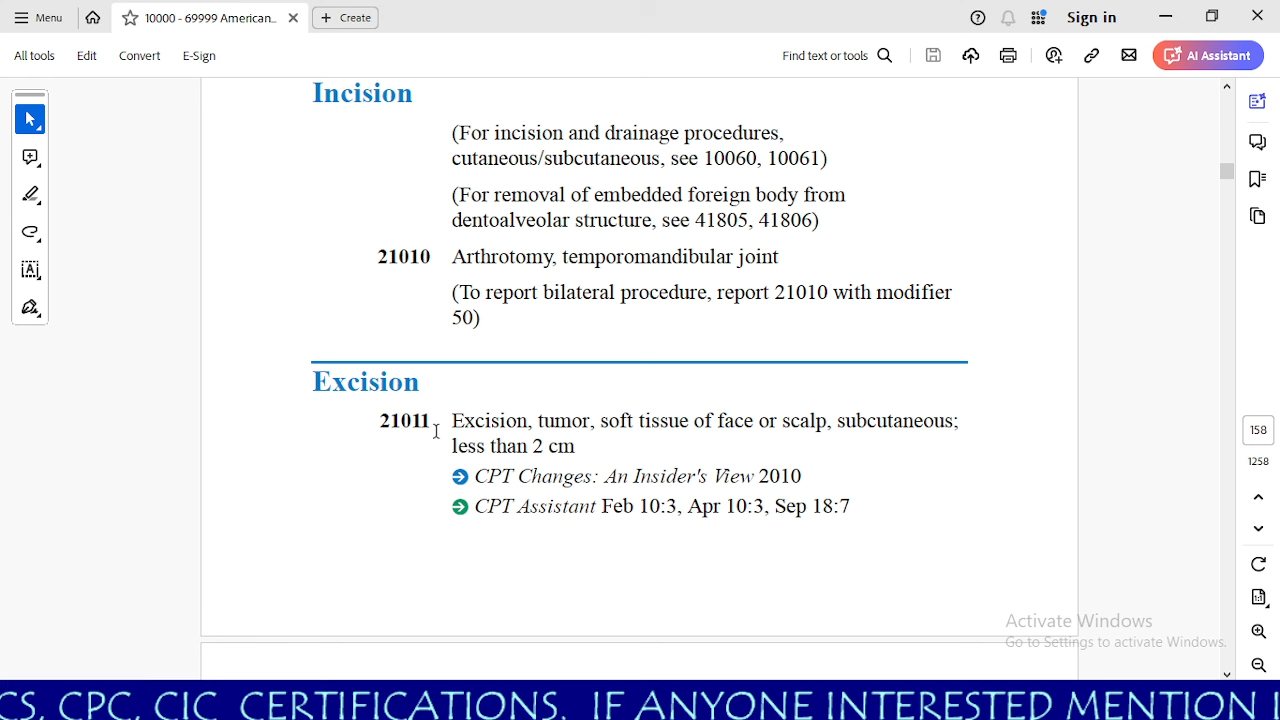 Menu
10000 - 69999 American...
Create
Sign in
All tools
Edit
Convert
E-Sign
Find text or tools
AI Assistant
Incision
(For incision and drainage procedures,
cutaneous/subcutaneous, see 10060, 10061)
(For removal of embedded foreign body from
dentoalveolar structure, see 41805, 41806)
21010 Arthrotomy, temporomandibular joint
(To report bilateral procedure, report 21010 with modifier
50)
Excision
21011 Excision, tumor, soft tissue of face or scalp, subcutaneous;
less than 2 cm
CPT Changes: An Insider's View 2010
CPT Assistant Feb 10:3, Apr 10:3, Sep 18:7
158
1258
Activate Windows
Go to Settings to activate Windows.
CS, CPC, CIC CERTIFICATIONS. IF ANYONE INTERESTED MENTION